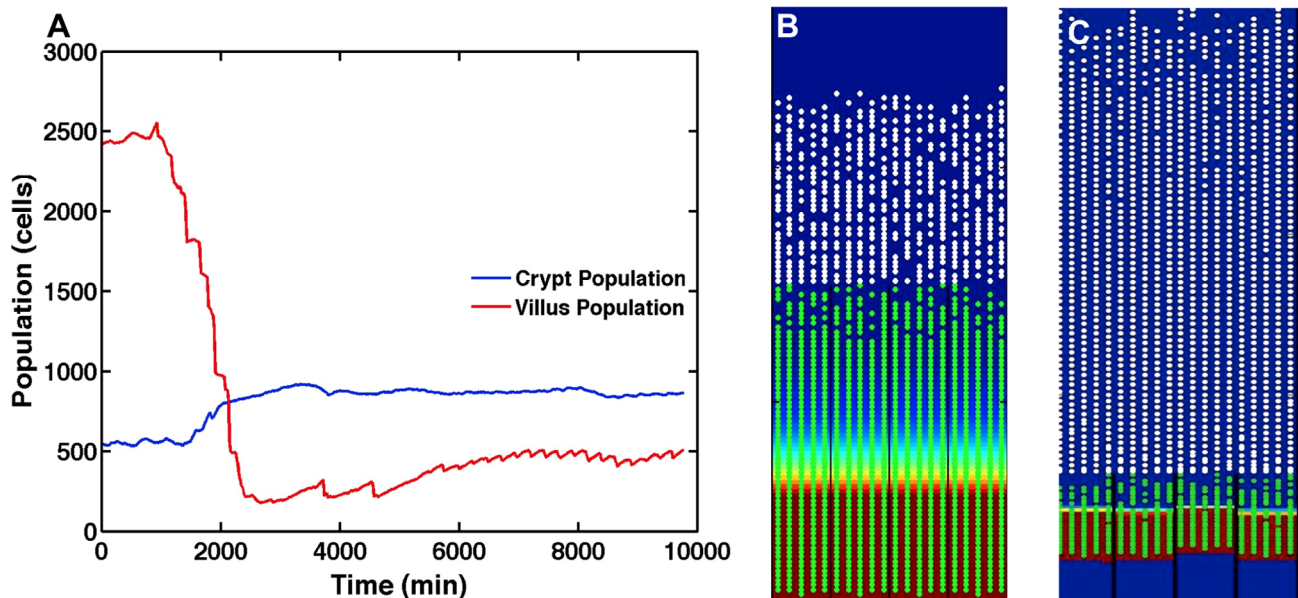 A
B
C
3000
2500
2000
1500
1000
500
0
Population (cells)
Crypt Population
Villus Population
0 2000 4000 6000 8000 10000
Time (min)